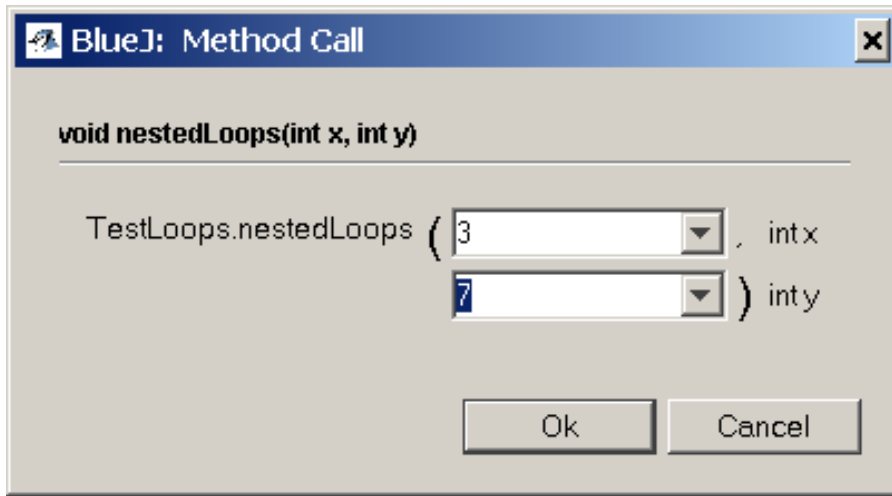 BlueJ: Method Call
void nestedLoops(int x, int y)
TestLoops.nestedLoops ( 3 , int x
7 ) int y
Ok Cancel